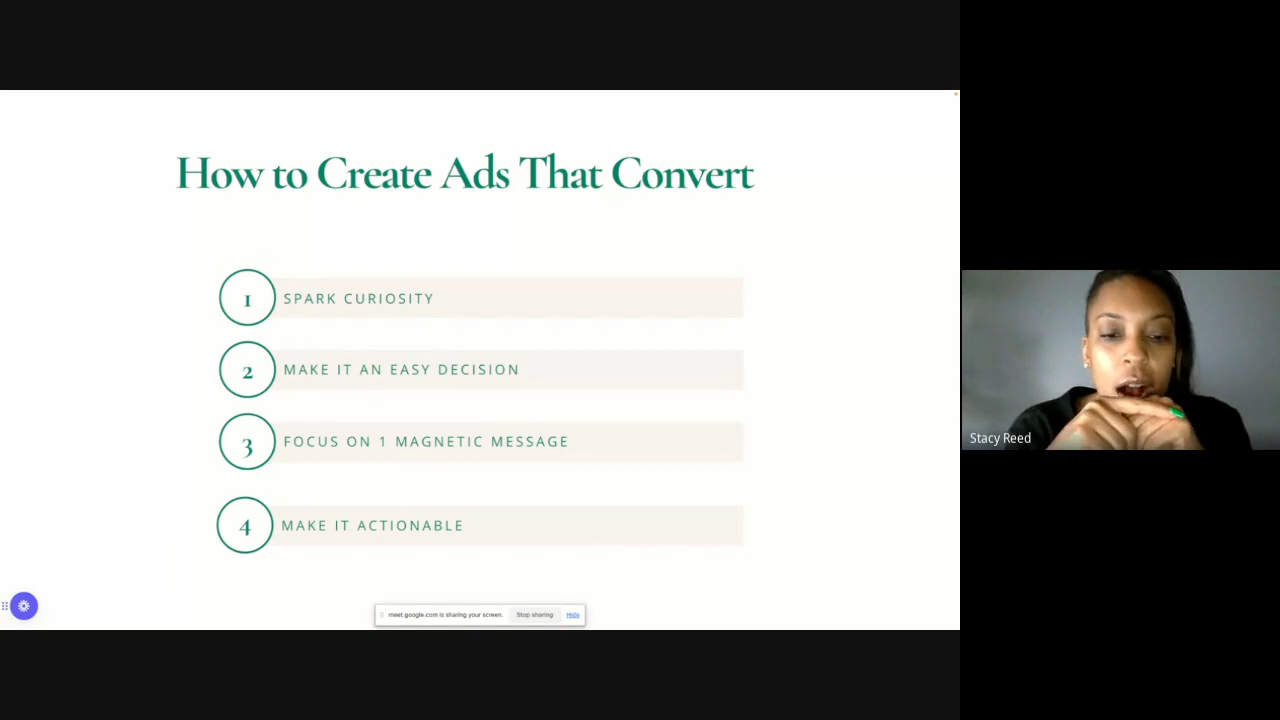 How to Create Ads That Convert
1 SPARK CURIOSITY
2 MAKE IT AN EASY DECISION
3 FOCUS ON 1 MAGNETIC MESSAGE
4 MAKE IT ACTIONABLE
meet.google.com is sharing your screen. Stop sharing Hide
Stacy Reed